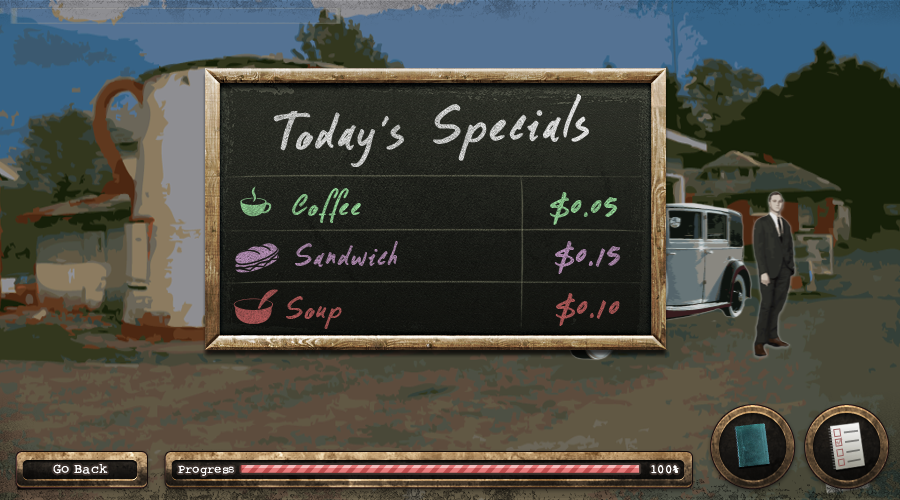 Today's Specials
Coffee $0.05
Sandwich $0.15
Soup $0.10
Go Back
Progress 100%